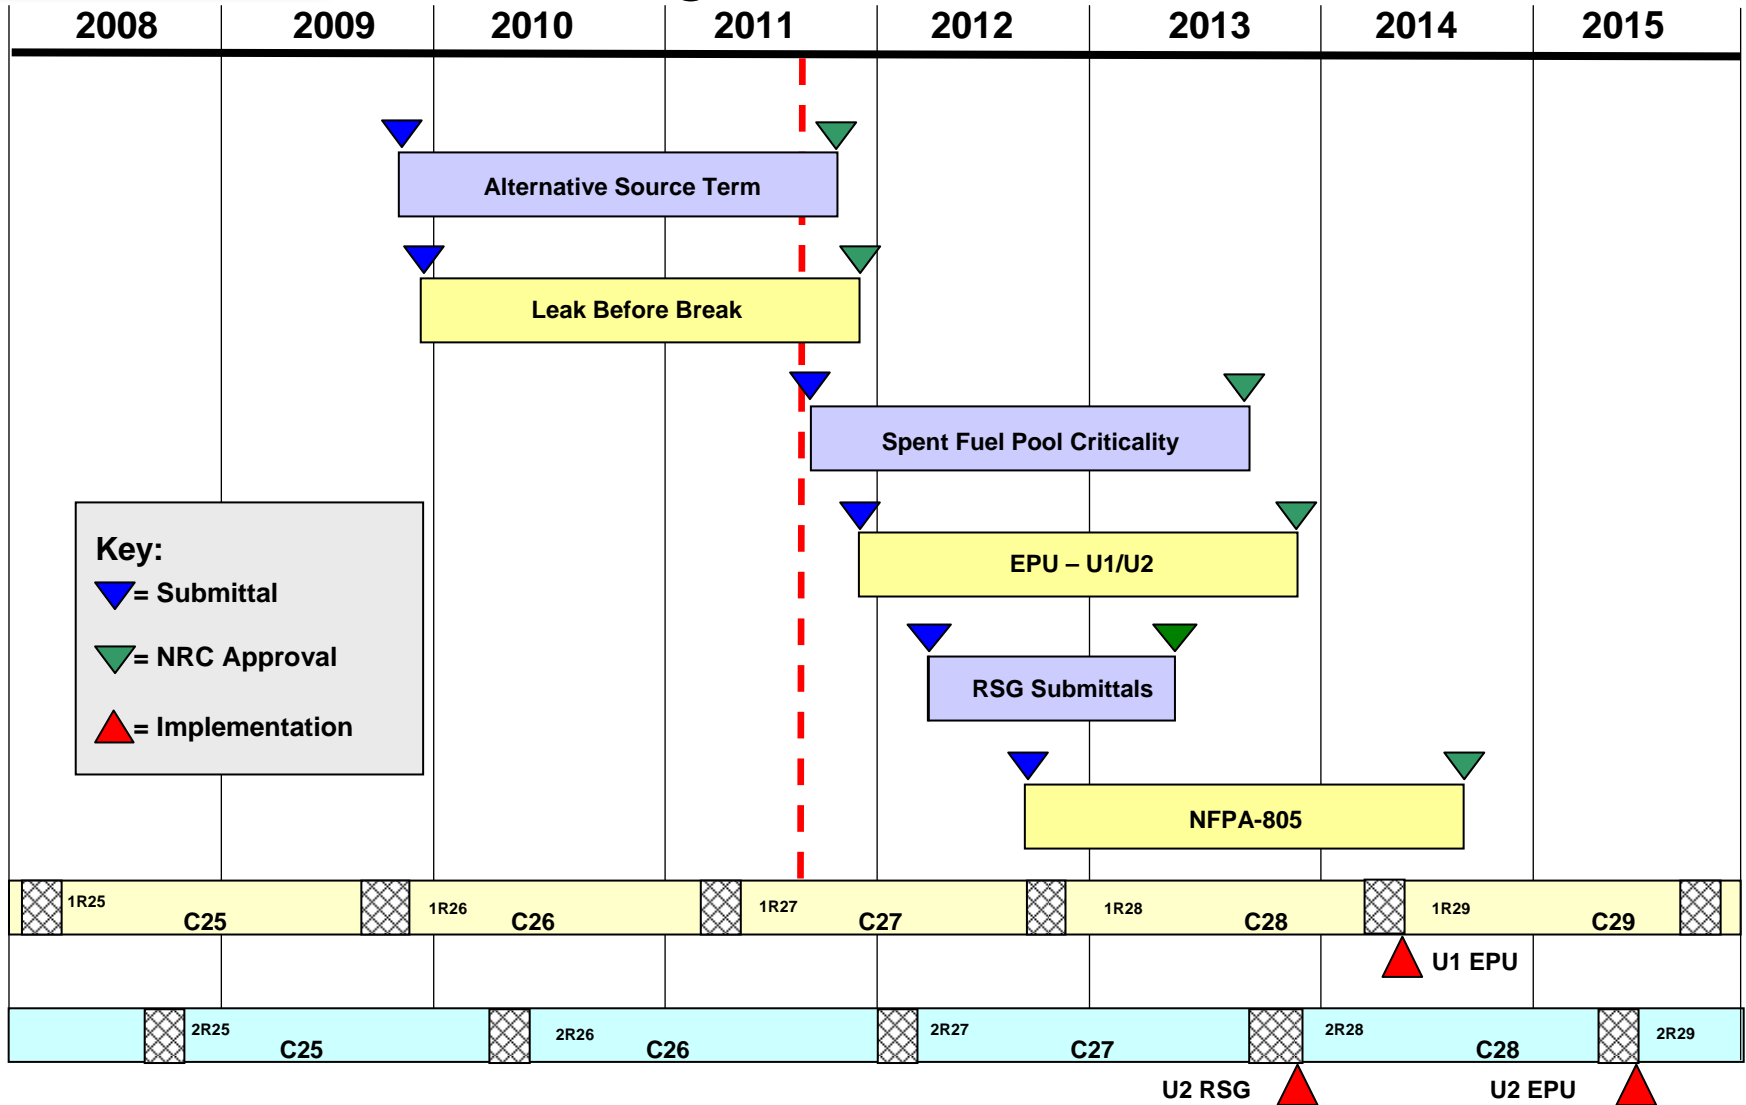 2008 2009 2010 2011 2012 2013 2014 2015
Alternative Source Term
Leak Before Break
Spent Fuel Pool Criticality
EPU – U1/U2
RSG Submittals
NFPA-805
Key:
= Submittal
= NRC Approval
= Implementation
1R25 C25 1R26 C26 1R27 C27 1R28 C28 1R29 C29
U1 EPU
2R25 C25 2R26 C26 2R27 C27 2R28 C28 2R29
U2 RSG U2 EPU